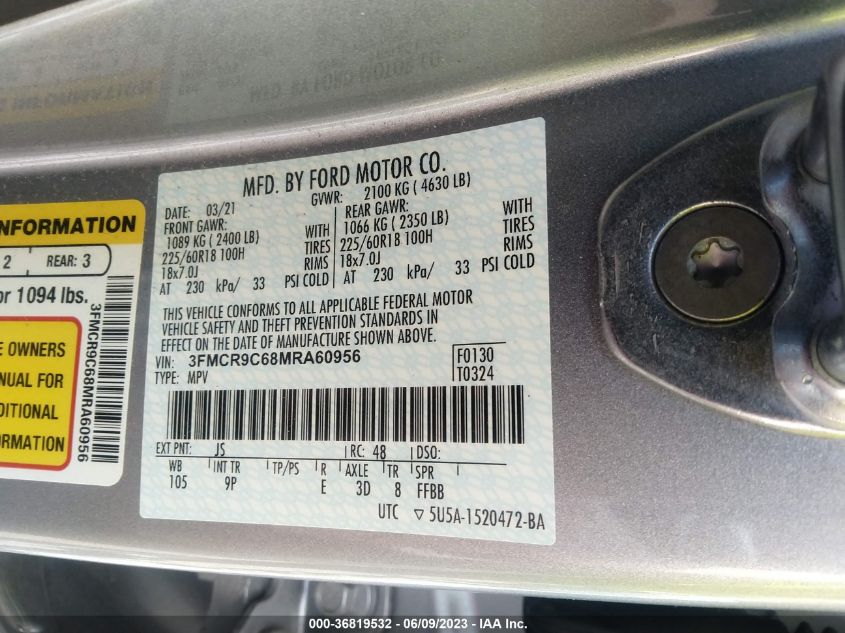 MFD. BY FORD MOTOR CO.
DATE: 03/21 GVWR: 2100 KG ( 4630 LB)
FRONT GAWR: REAR GAWR:
1089 KG ( 2400 LB) WITH 1066 KG ( 2350 LB) WITH
225/60R18 100H TIRES 225/60R18 100H TIRES
18x7.0J RIMS 18x7.0J RIMS
AT 230 kPa/ 33 PSI COLD AT 230 kPa/ 33 PSI COLD
THIS VEHICLE CONFORMS TO ALL APPLICABLE FEDERAL MOTOR
VEHICLE SAFETY AND THEFT PREVENTION STANDARDS IN
EFFECT ON THE DATE OF MANUFACTURE SHOWN ABOVE.
VIN: 3FMCR9C68MRA60956 F0130
TYPE: MPV T0324
EXT PNT: JS RC: 48 DSO:
WB INT TR TP/PS R AXLE TR SPR
105 9P E 3D 8 FFBB
UTC ▽ 5U5A-1520472-BA
INFORMATION
2 REAR: 3
or 1094 lbs.
E OWNERS
NUAL FOR
DITIONAL
ORMATION
3FMCR9C68MRA60956
000-36819532 - 06/09/2023 - IAA Inc.